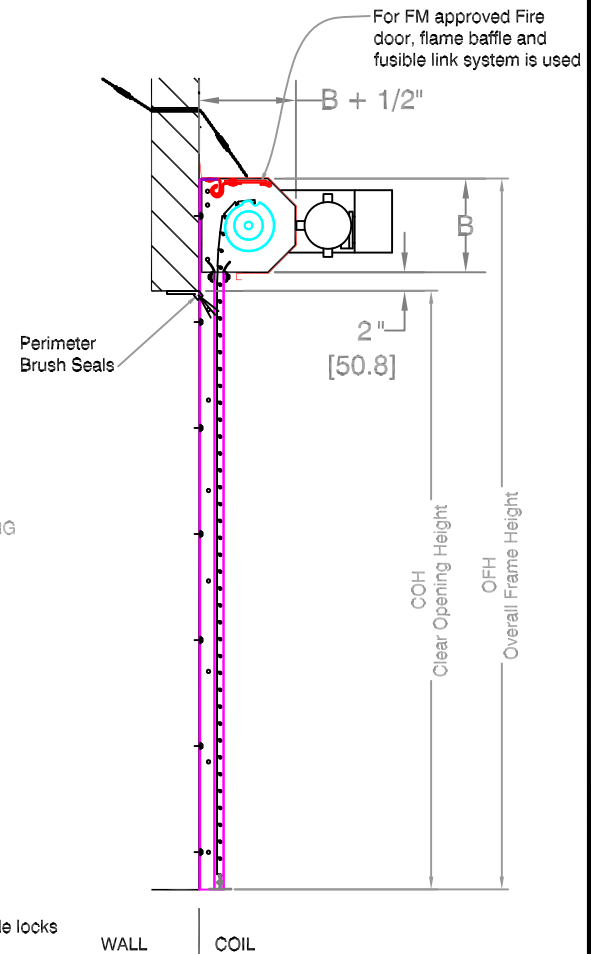 For FM approved Fire
door, flame baffle and
fusible link system is used
B + 1/2"
B
2"
[50.8]
Perimeter
Brush Seals
COH
Clear Opening Height
OFH
Overall Frame Height
L
locks
WALL
COIL